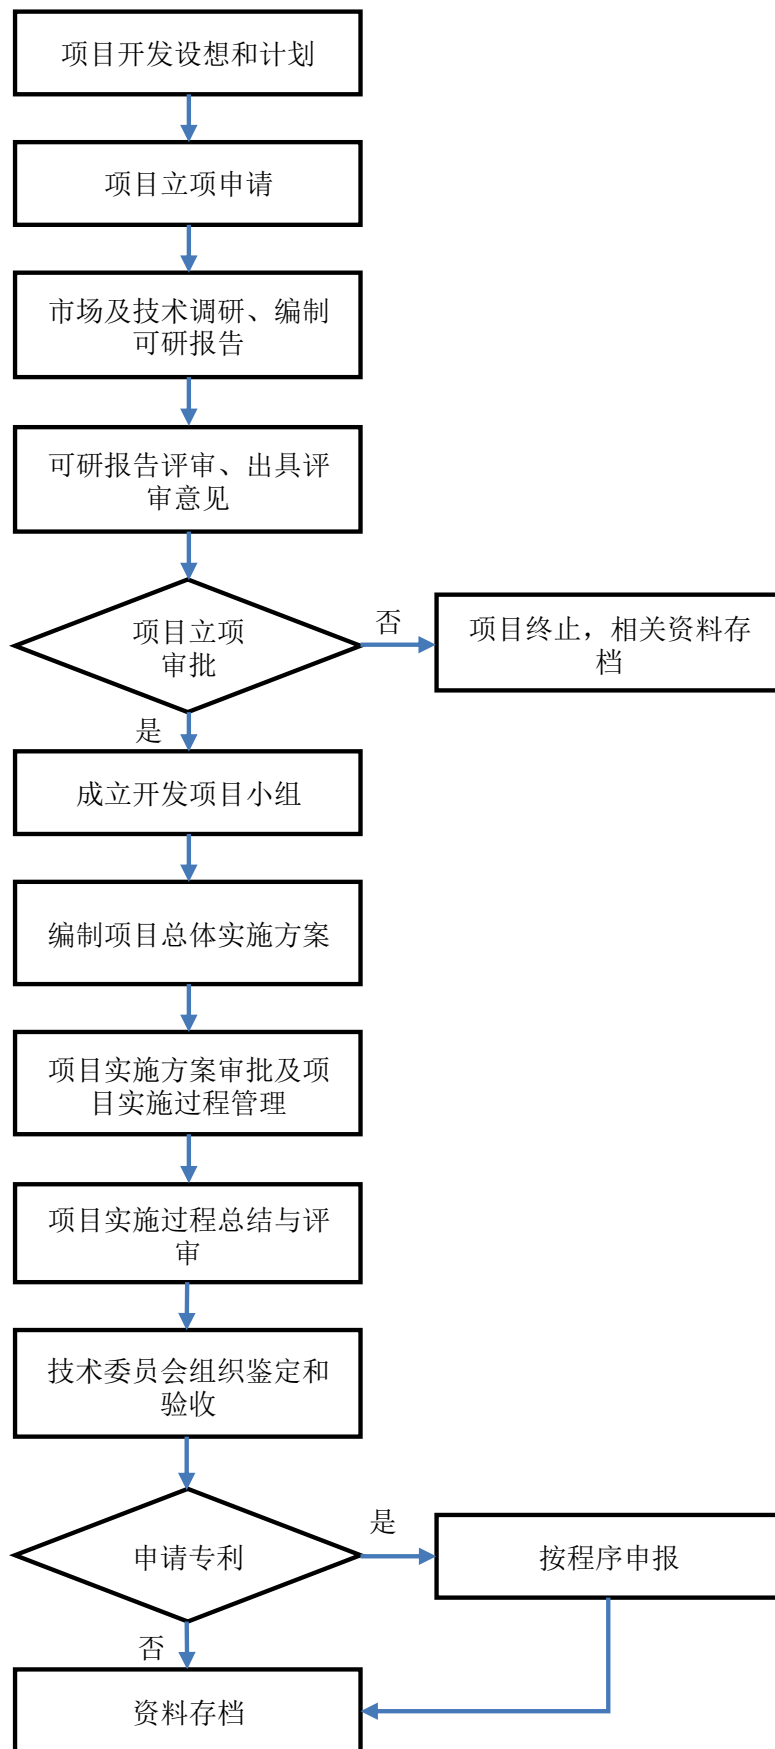 项目开发设想和计划
项目立项申请
市场及技术调研、编制
可研报告
可研报告评审、出具评
审意见
项目立项
审批
否
项目终止，相关资料存
档
是
成立开发项目小组
编制项目总体实施方案
项目实施方案审批及项
目实施过程管理
项目实施过程总结与评
审
技术委员会组织鉴定和
验收
申请专利
是
按程序申报
否
资料存档